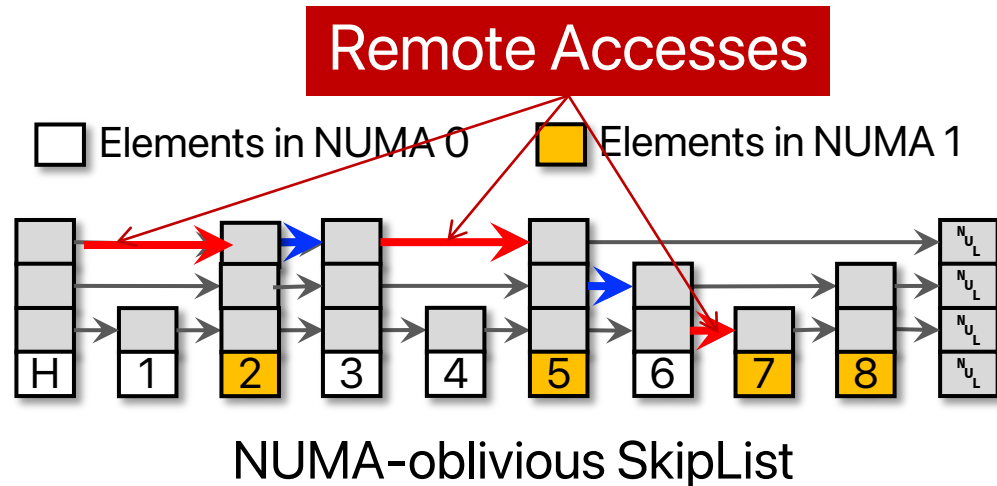 Remote Accesses
Elements in NUMA 0
Elements in NUMA 1
NUL
NUL
NUL
H 1 2 3 4 5 6 7 8 NUL
NUMA-oblivious SkipList